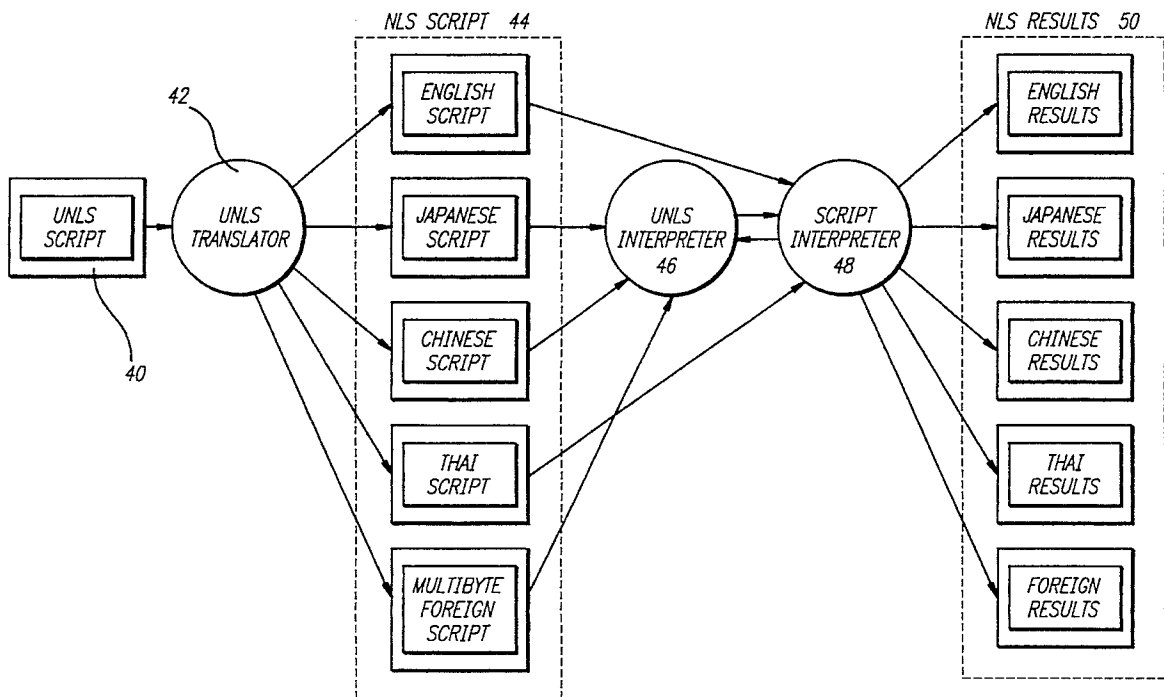 NLS SCRIPT 44
NLS RESULTS 50
42
UNLS
SCRIPT
40
UNLS
TRANSLATOR
ENGLISH
SCRIPT
JAPANESE
SCRIPT
CHINESE
SCRIPT
THAI
SCRIPT
MULTIBYTE
FOREIGN
SCRIPT
UNLS
INTERPRETER
46
SCRIPT
INTERPRETER
48
ENGLISH
RESULTS
JAPANESE
RESULTS
CHINESE
RESULTS
THAI
RESULTS
FOREIGN
RESULTS